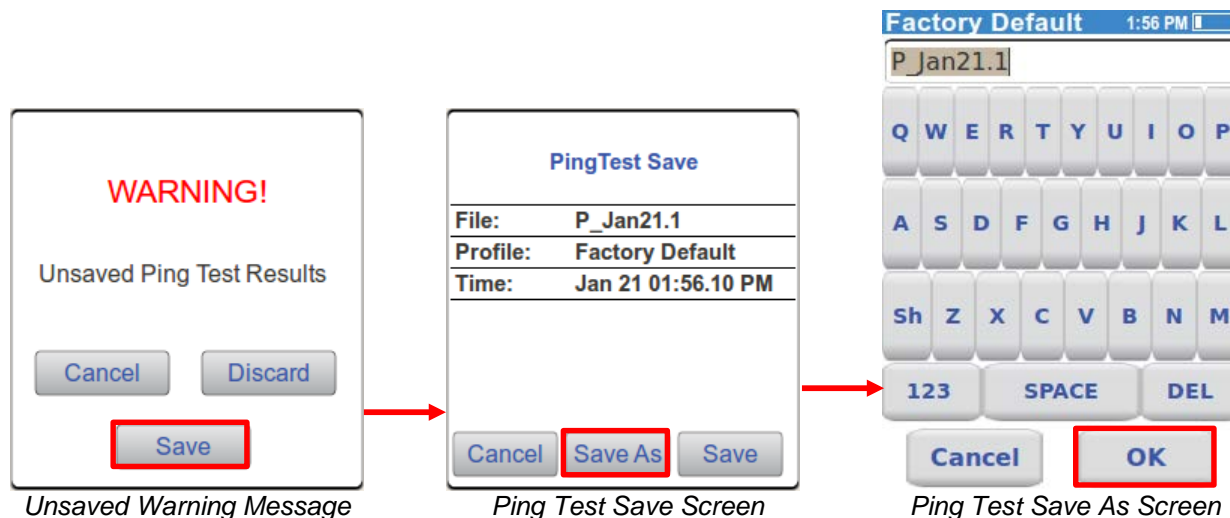 WARNING!
Unsaved Ping Test Results
Cancel Discard
Save
Unsaved Warning Message
PingTest Save
File: P_Jan21.1
Profile: Factory Default
Time: Jan 21 01:56.10 PM
Cancel Save As Save
Ping Test Save Screen
Factory Default 1:56 PM
P_Jan21.1
Q W E R T Y U I O P
A S D F G H J K L
Sh Z X C V B N M
123 SPACE DEL
Cancel OK
Ping Test Save As Screen